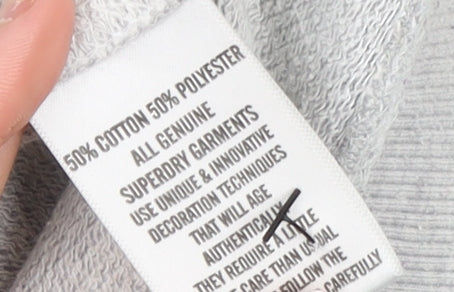 50% COTTON 50% POLYESTER
ALL GENUINE
SUPERDRY GARMENTS
USE UNIQUE & INNOVATIVE
DECORATION TECHNIQUES
THAT WILL AGE
THEY REQUIRE A LITTLE
CARE THAN USUAL
FOLLOW THE
CAREFULLY